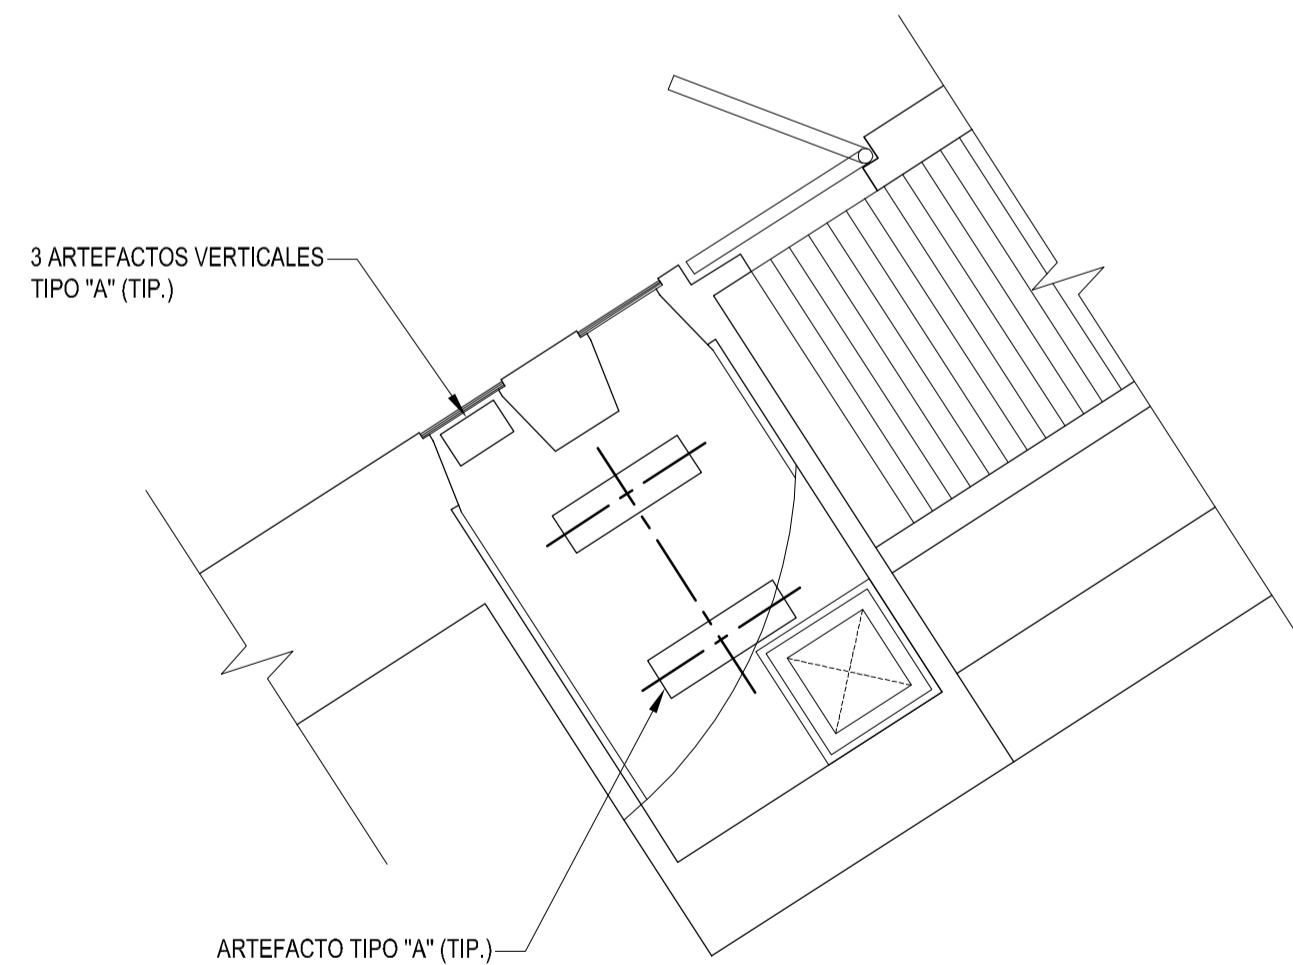 3 ARTEFACTOS VERTICALES
TIPO "A" (TIP.)
ARTEFACTO TIPO "A" (TIP.)